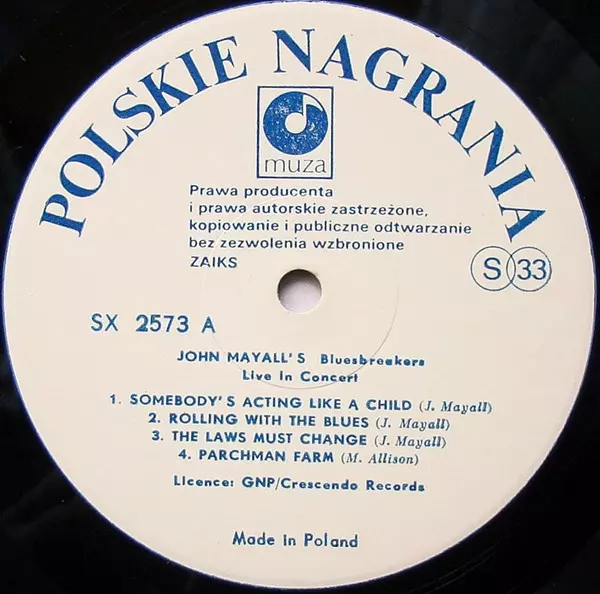 POLSKIE NAGRANIA
muza
Prawa producenta
i prawa autorskie zastrzeżone,
kopiowanie i publiczne odtwarzanie
bez zezwolenia wzbronione
ZAIKS
S 33
SX 2573 A
JOHN MAYALL'S Bluesbreakers
Live In Concert
1. SOMEBODY'S ACTING LIKE A CHILD (J. Mayall)
2. ROLLING WITH THE BLUES (J. Mayall)
3. THE LAWS MUST CHANGE (J. Mayall)
4. PARCHMAN FARM (M. Allison)
Licence: GNP/Crescendo Records
Made in Poland